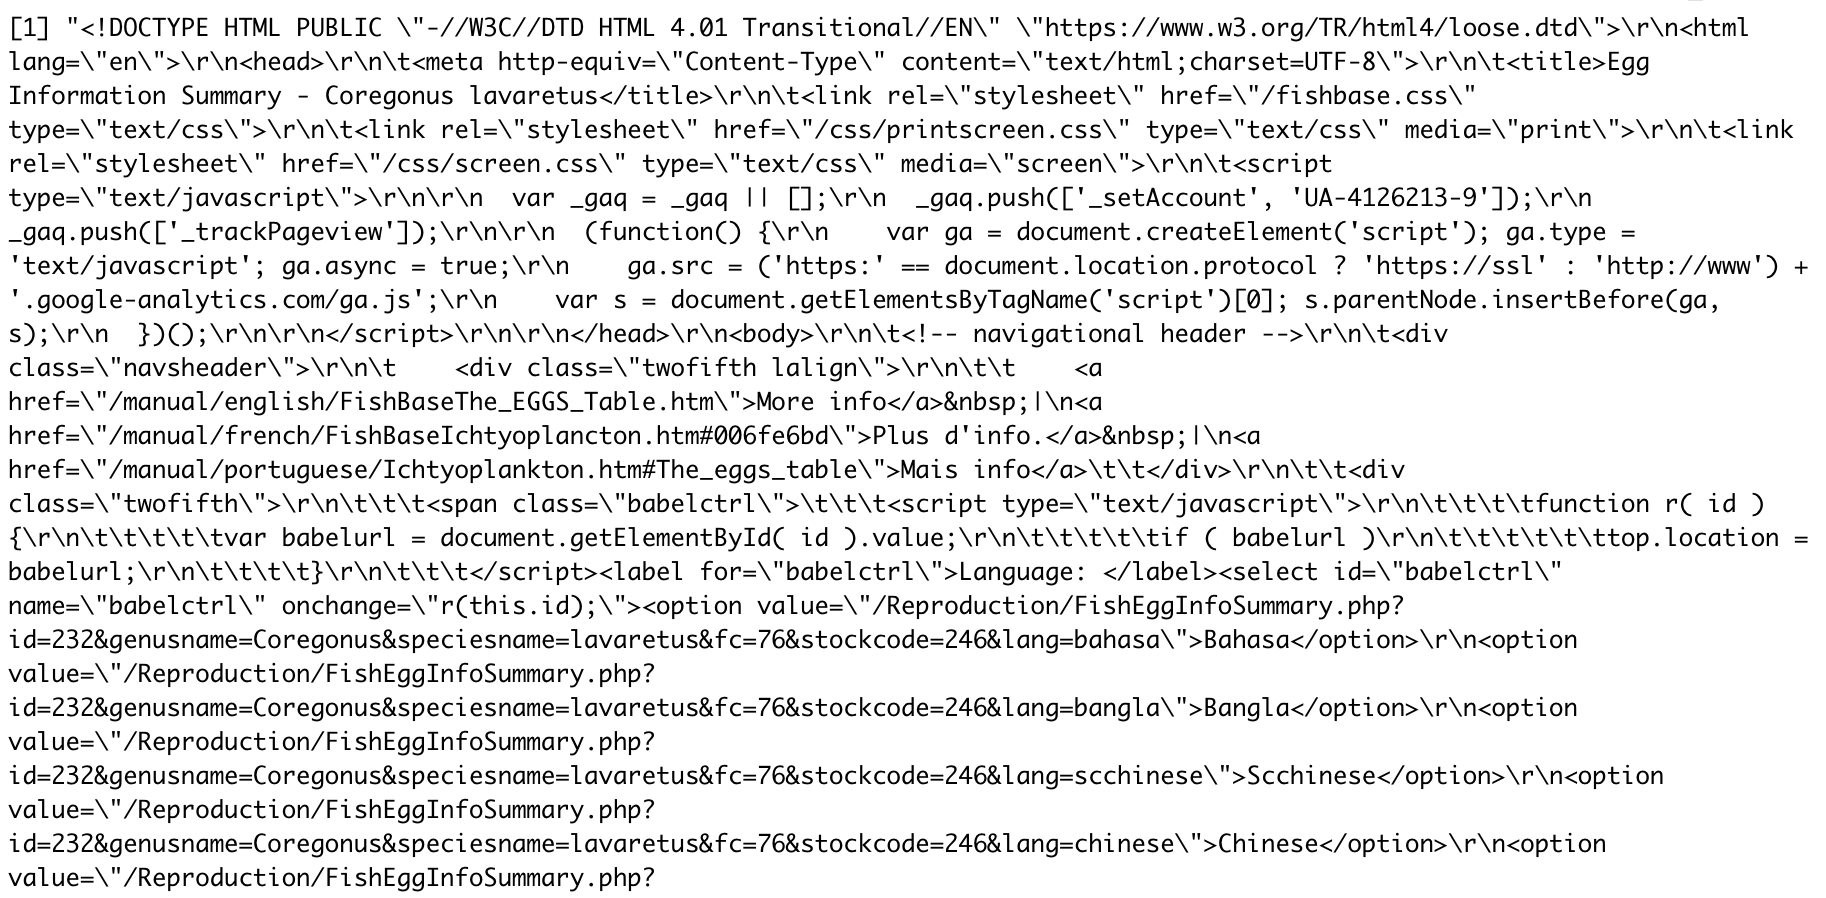 [1] "<!DOCTYPE HTML PUBLIC \"-//W3C//DTD HTML 4.01 Transitional//EN\" \"https://www.w3.org/TR/html4/loose.dtd\">\r\n<html
lang=\"en\">\r\n<head>\r\n\t<meta http-equiv=\"Content-Type\" content=\"text/html;charset=UTF-8\">\r\n\t<title>Egg
Information Summary - Coregonus lavaretus</title>\r\n\t<link rel=\"stylesheet\" href=\"/fishbase.css\"
type=\"text/css\">\r\n\t<link rel=\"stylesheet\" href=\"/css/printscreen.css\" type=\"text/css\" media=\"print\">\r\n\t<link
rel=\"stylesheet\" href=\"/css/screen.css\" type=\"text/css\" media=\"screen\">\r\n\t<script
type=\"text/javascript\">\r\n\r\n  var _gaq = _gaq || [];\r\n  _gaq.push(['_setAccount', 'UA-4126213-9']);\r\n
_gaq.push(['_trackPageview']);\r\n\r\n  (function() {\r\n    var ga = document.createElement('script'); ga.type =
'text/javascript'; ga.async = true;\r\n    ga.src = ('https:' == document.location.protocol ? 'https://ssl' : 'http://www') +
'.google-analytics.com/ga.js';\r\n    var s = document.getElementsByTagName('script')[0]; s.parentNode.insertBefore(ga,
s);\r\n  })();\r\n\r\n</script>\r\n\r\n</head>\r\n<body>\r\n\t<!-- navigational header -->\r\n\t<div
class=\"navsheader\">\r\n\t    <div class=\"twofifth lalign\">\r\n\t\t    <a
href=\"/manual/english/FishBaseThe_EGGS_Table.htm\">More info</a>&nbsp;|\n<a
href=\"/manual/french/FishBaseIchtyoplancton.htm#006fe6bd\">Plus d'info.</a>&nbsp;|\n<a
href=\"/manual/portuguese/Ichtyoplankton.htm#The_eggs_table\">Mais info</a>\t\t</div>\r\n\t\t<div
class=\"twofifth\">\r\n\t\t\t<span class=\"babelctrl\">\t\t\t<script type=\"text/javascript\">\r\n\t\t\t\tfunction r( id )
{\r\n\t\t\t\t\tvar babelurl = document.getElementById( id ).value;\r\n\t\t\t\t\tif ( babelurl )\r\n\t\t\t\t\t\ttop.location =
babelurl;\r\n\t\t\t\t}\r\n\t\t\t</script><label for=\"babelctrl\">Language: </label><select id=\"babelctrl\"
name=\"babelctrl\" onchange=\"r(this.id);\"><option value=\"/Reproduction/FishEggInfoSummary.php?
id=232&genusname=Coregonus&speciesname=lavaretus&fc=76&stockcode=246&lang=bahasa\">Bahasa</option>\r\n<option
value=\"/Reproduction/FishEggInfoSummary.php?
id=232&genusname=Coregonus&speciesname=lavaretus&fc=76&stockcode=246&lang=bangla\">Bangla</option>\r\n<option
value=\"/Reproduction/FishEggInfoSummary.php?
id=232&genusname=Coregonus&speciesname=lavaretus&fc=76&stockcode=246&lang=scchinese\">Scchinese</option>\r\n<option
value=\"/Reproduction/FishEggInfoSummary.php?
id=232&genusname=Coregonus&speciesname=lavaretus&fc=76&stockcode=246&lang=chinese\">Chinese</option>\r\n<option
value=\"/Reproduction/FishEggInfoSummary.php?